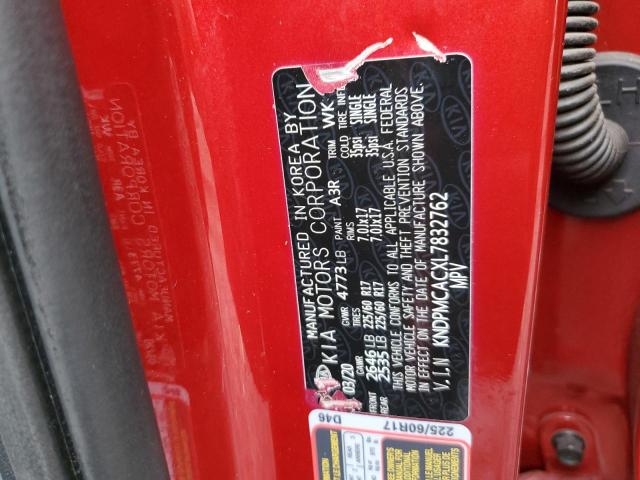 MANUFACTURED IN KOREA BY
KIA MOTORS CORPORATION
03/20 GVWR 4773 LB PAINT A3R TRIM WK
GAWR TIRES RIMS COLD TIRE INFL
FRONT 2646 LB 225/60 R17 7.0Jx17 35psi SINGLE
REAR 2535 LB 225/60 R17 7.0Jx17 35psi SINGLE
THIS VEHICLE CONFORMS TO ALL APPLICABLE U.S.A. FEDERAL
MOTOR VEHICLE SAFETY AND THEFT PREVENTION STANDARDS
IN EFFECT ON THE DATE OF MANUFACTURE SHOWN ABOVE.
V.I.N KNDPMCACXL7832762
MPV
D46
225/60R17